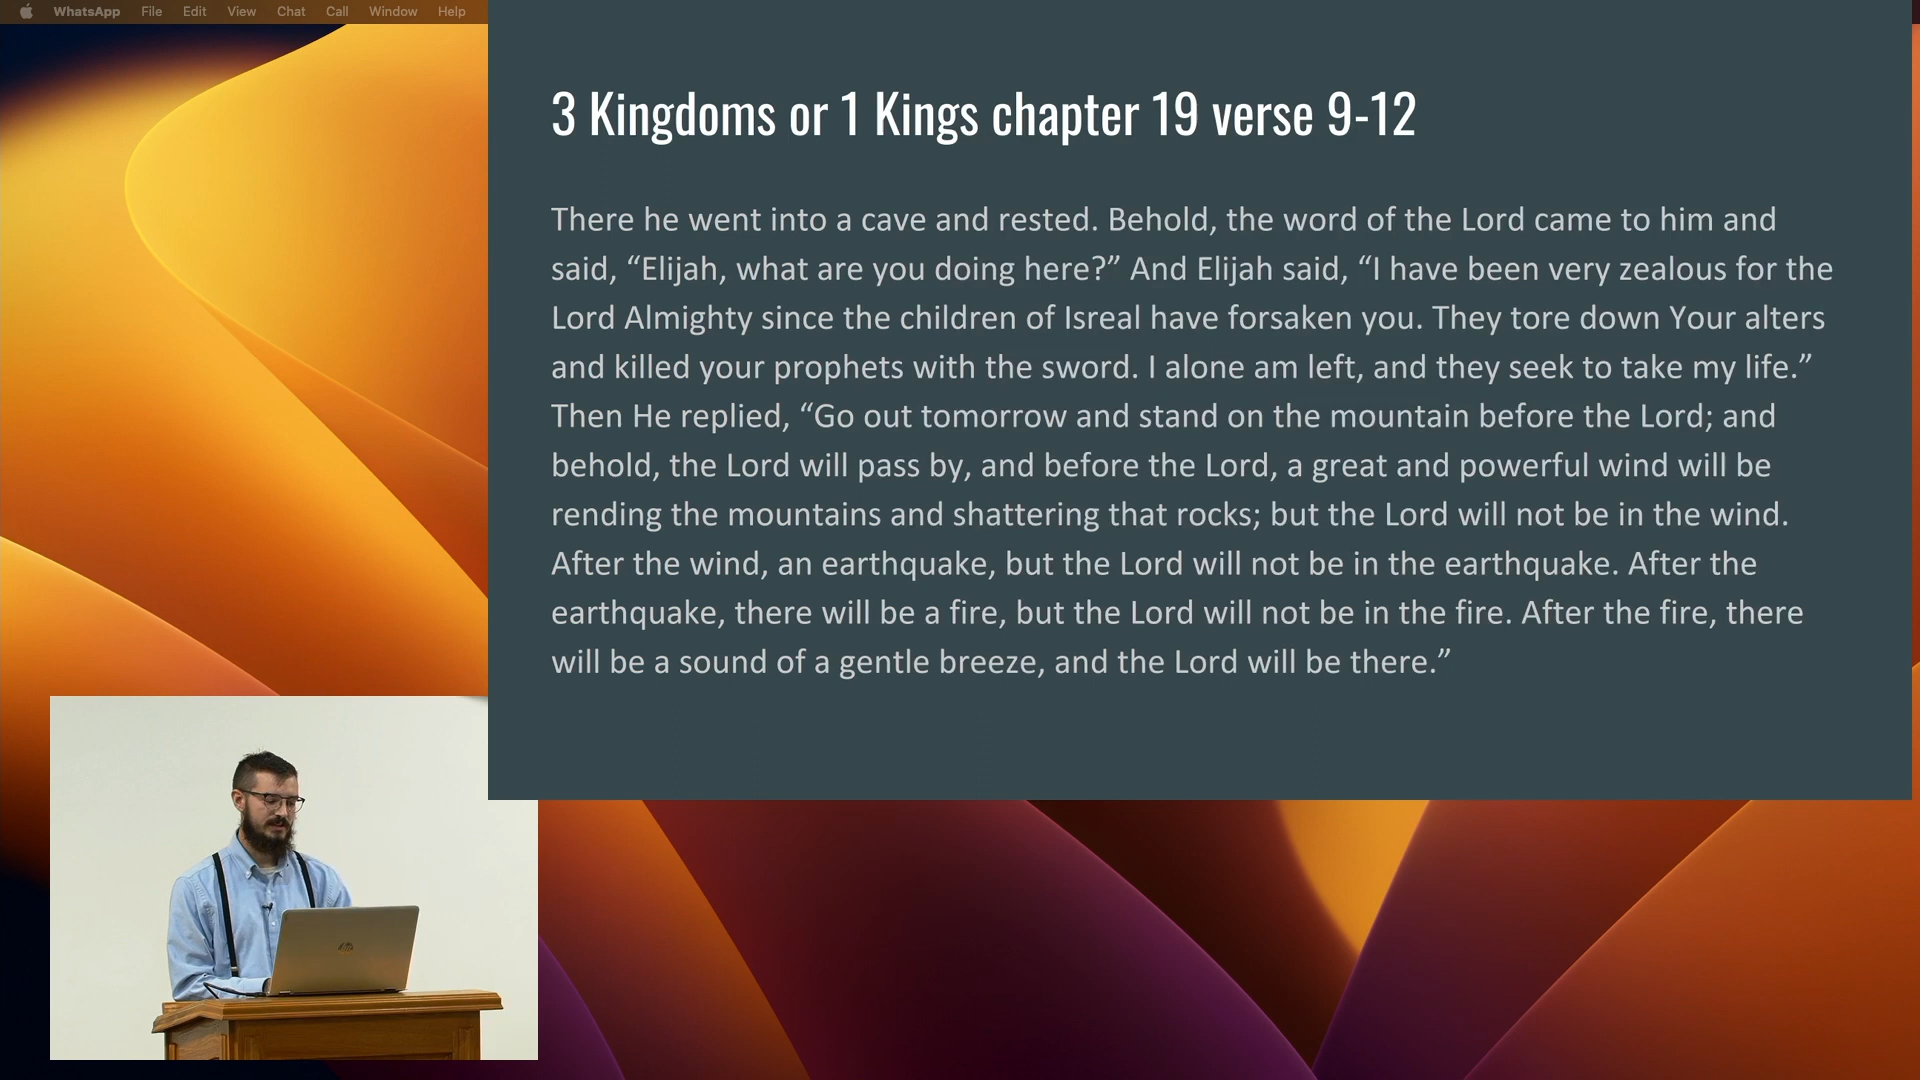 WhatsApp File Edit View Chat Call Window Help
3 Kingdoms or 1 Kings chapter 19 verse 9-12
There he went into a cave and rested. Behold, the word of the Lord came to him and
said, “Elijah, what are you doing here?” And Elijah said, “I have been very zealous for the
Lord Almighty since the children of Isreal have forsaken you. They tore down Your alters
and killed your prophets with the sword. I alone am left, and they seek to take my life.”
Then He replied, “Go out tomorrow and stand on the mountain before the Lord; and
behold, the Lord will pass by, and before the Lord, a great and powerful wind will be
rending the mountains and shattering that rocks; but the Lord will not be in the wind.
After the wind, an earthquake, but the Lord will not be in the earthquake. After the
earthquake, there will be a fire, but the Lord will not be in the fire. After the fire, there
will be a sound of a gentle breeze, and the Lord will be there.”
hp